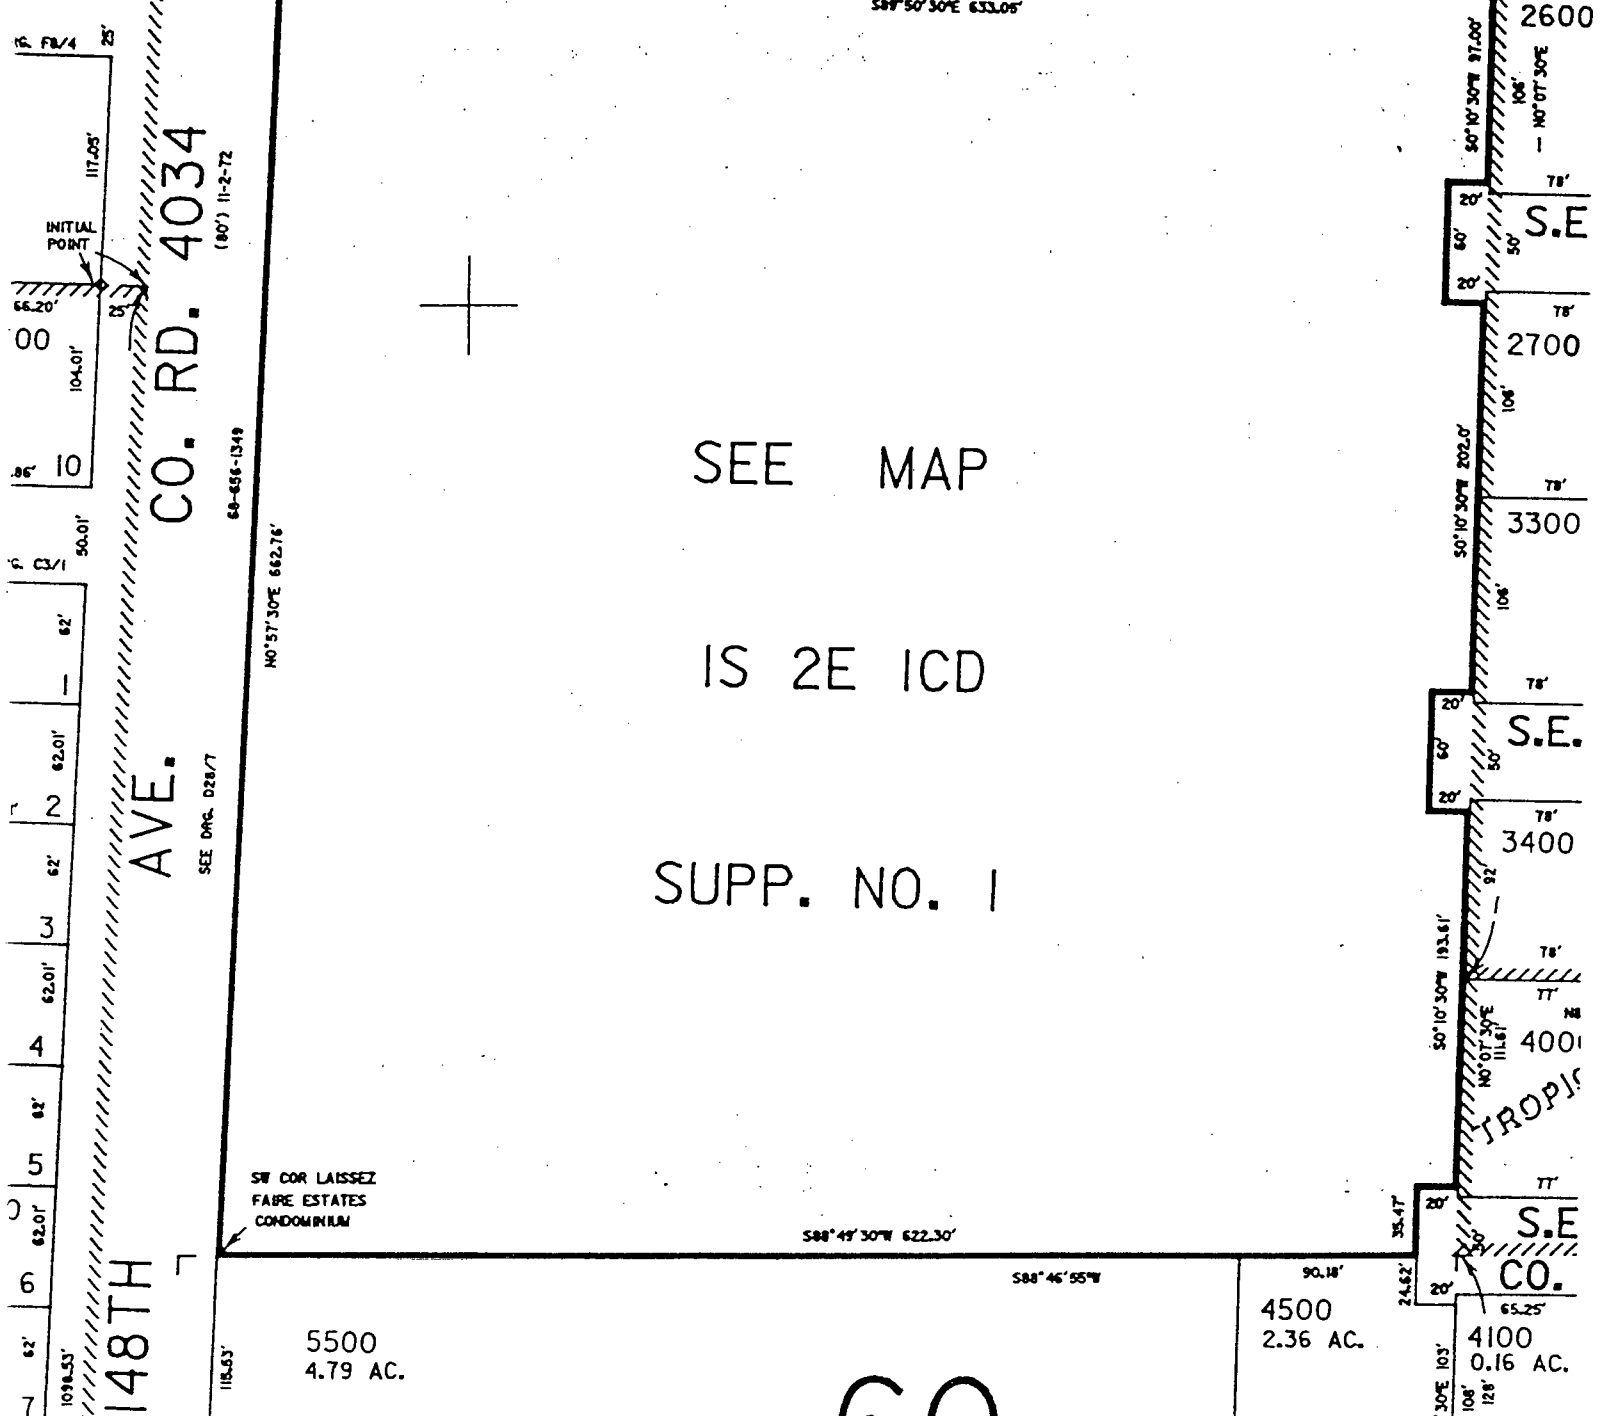 S89°50'30"E 633.05'
2600
25'
117.05'
S0°10'30"W 97.00'
106'
N0°07'30"E
78'
20'
60'
20'
50'
S.E
INITIAL
POINT
(80') 11-2-72
148TH AVE. CO. RD. 4034
66.20'
25'
00
104.01'
10
78'
2700
106'
SEE MAP
68-656-1349
S0°10'30"W 202.0'
78'
3300
50.01'
N0°57'30"E 662.76'
106'
62'
1
IS 2E 1CD
78'
20'
60'
20'
50'
S.E.
62.01'
2
SEE DRG. D28/7
78'
3400
92'
62'
SUPP. NO. 1
3
S0°10'30"W 193.61'
78'
62.01'
77'
4
N0°07'30"E
111.61'
62'
5
SW COR LAISSEZ
FAIRE ESTATES
CONDOMINIUM
77'
20'
35.47'
S.E
50'
62.01'
S88°49'30"W 622.30'
6
S88°46'55"W
90.18'
24.62'
20'
CO.
65.25'
4500
2.36 AC.
4100
0.16 AC.
5500
4.79 AC.
62'
1098.53'
118.63'
103'
108'
128'
7